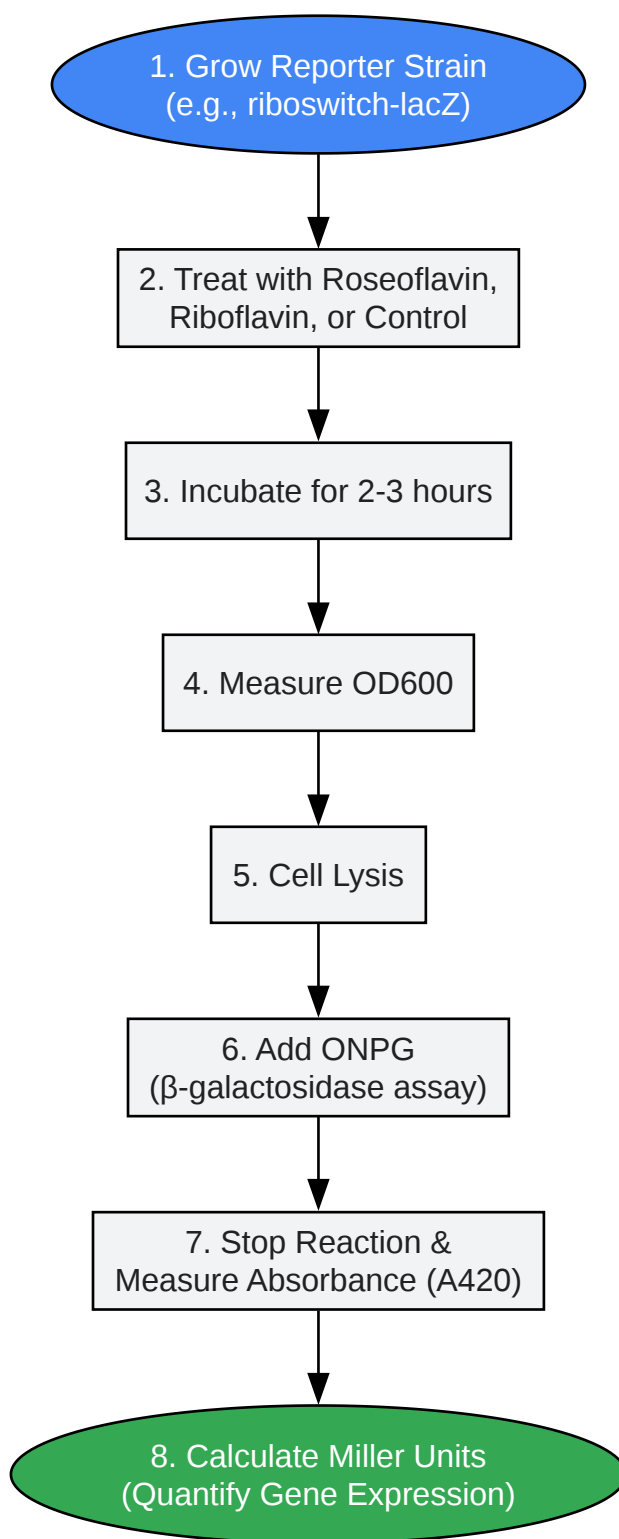 1. Grow Reporter Strain
(e.g., riboswitch-lacZ)
2. Treat with Roseoflavin,
Riboflavin, or Control
3. Incubate for 2-3 hours
4. Measure OD600
5. Cell Lysis
6. Add ONPG
(β-galactosidase assay)
7. Stop Reaction &
Measure Absorbance (A420)
8. Calculate Miller Units
(Quantify Gene Expression)